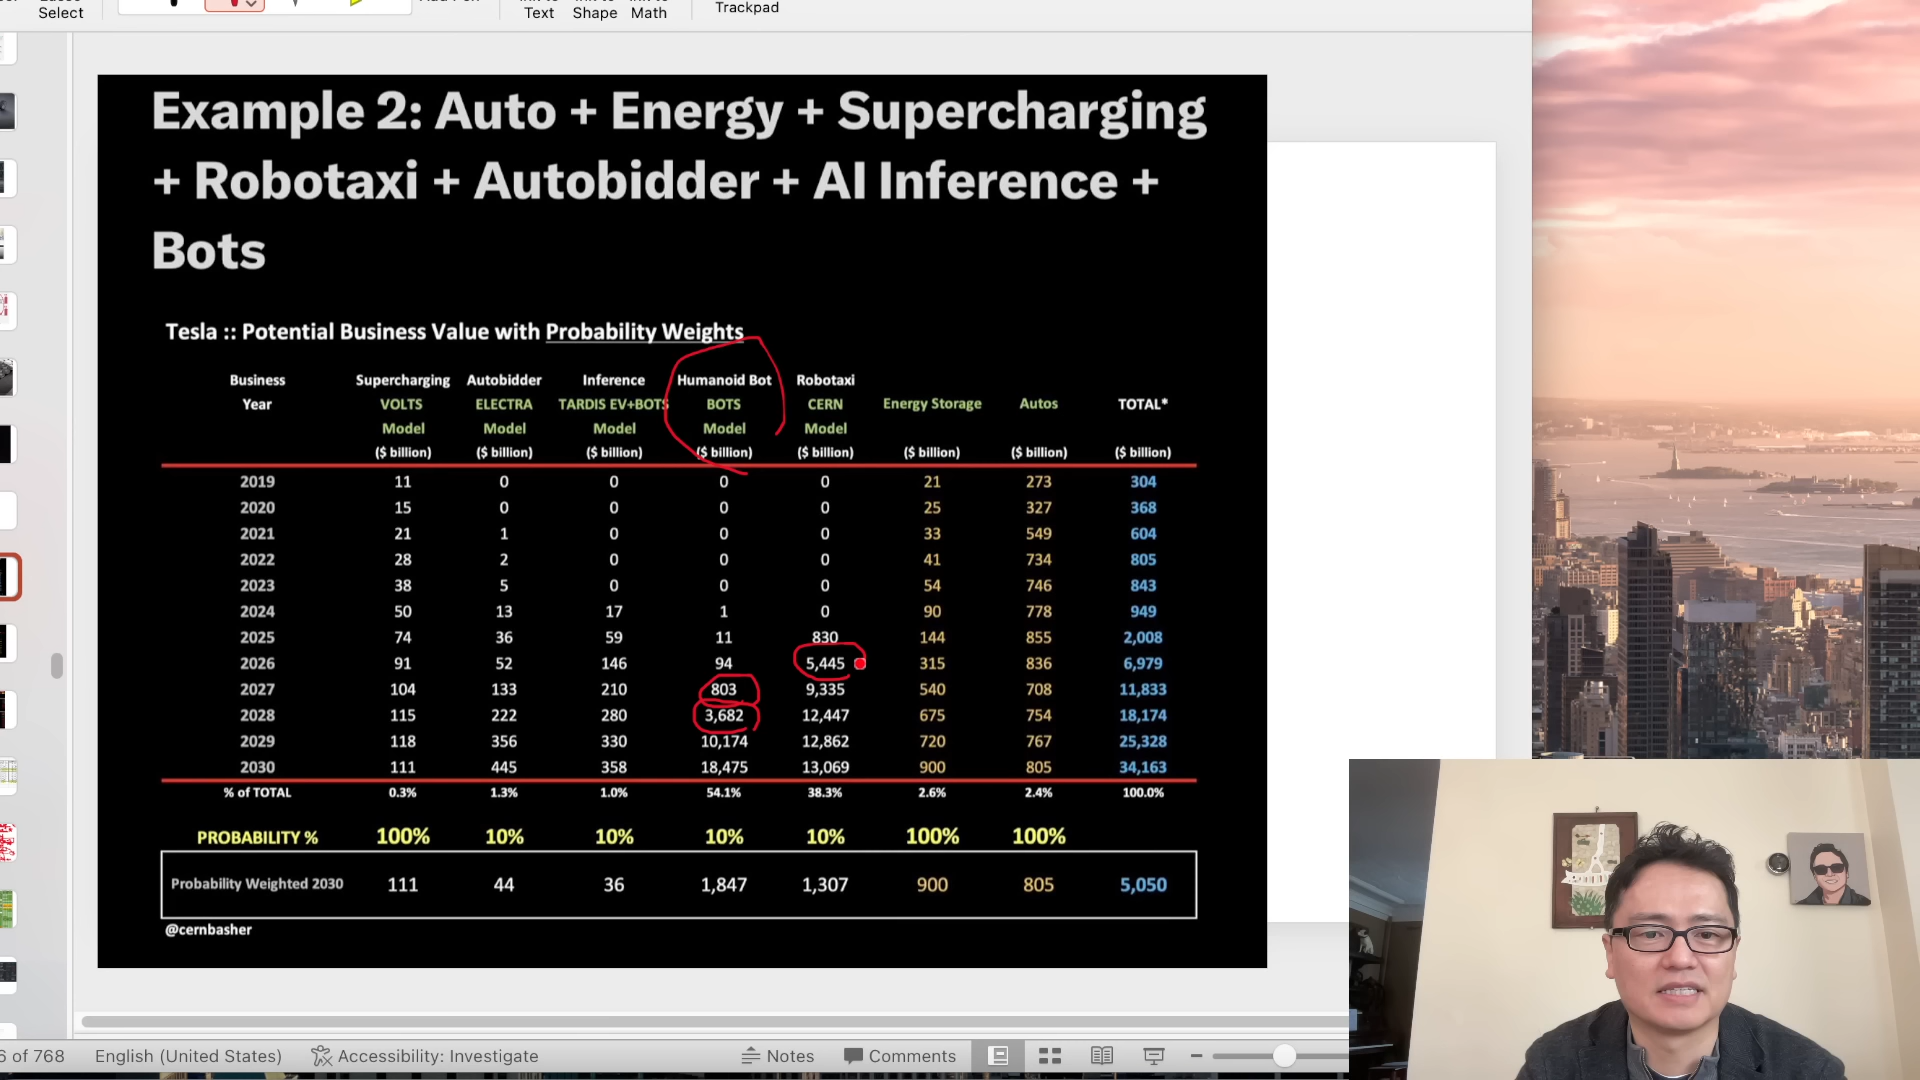 Select
Text
Shape
Math
Trackpad
Example 2: Auto + Energy + Supercharging
+ Robotaxi + Autobidder + AI Inference +
Bots
Tesla :: Potential Business Value with Probability Weights
Business Supercharging Autobidder Inference Humanoid Bot Robotaxi
Year VOLTS ELECTRA TARDIS EV+BOTS BOTS CERN Energy Storage Autos TOTAL*
Model Model Model Model Model
($ billion) ($ billion) ($ billion) ($ billion) ($ billion) ($ billion) ($ billion) ($ billion)
2019 11 0 0 0 0 21 273 304
2020 15 0 0 0 0 25 327 368
2021 21 1 0 0 0 33 549 604
2022 28 2 0 0 0 41 734 805
2023 38 5 0 0 0 54 746 843
2024 50 13 17 1 0 90 778 949
2025 74 36 59 11 830 144 855 2,008
2026 91 52 146 94 5,445 315 836 6,979
2027 104 133 210 803 9,335 540 708 11,833
2028 115 222 280 3,682 12,447 675 754 18,174
2029 118 356 330 10,174 12,862 720 767 25,328
2030 111 445 358 18,475 13,069 900 805 34,163
% of TOTAL 0.3% 1.3% 1.0% 54.1% 38.3% 2.6% 2.4% 100.0%
PROBABILITY % 100% 10% 10% 10% 10% 100% 100%
Probability Weighted 2030 111 44 36 1,847 1,307 900 805 5,050
@cernbasher
6 of 768 English (United States) Accessibility: Investigate Notes Comments